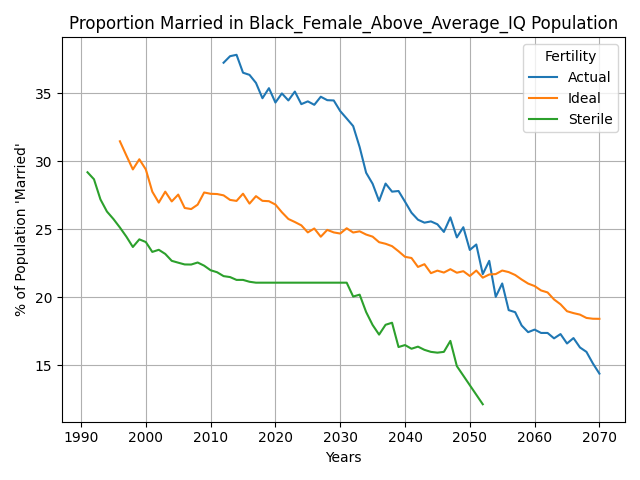 Proportion Married in Black_Female_Above_Average_IQ Population
% of Population 'Married'
35
30
25
20
15
Fertility
Actual
Ideal
Sterile
1990 2000 2010 2020 2030 2040 2050 2060 2070
Years